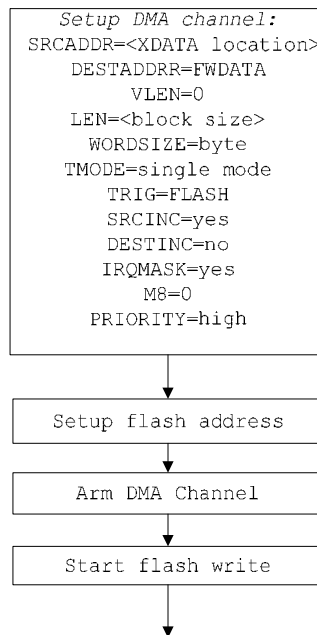 Setup DMA channel:
SRCADDR=<XDATA location>
DESTADDRR=FWDATA
VLEN=0
LEN=<block size>
WORDSIZE=byte
TMODE=single mode
TRIG=FLASH
SRCINC=yes
DESTINC=no
IRQMASK=yes
M8=0
PRIORITY=high
Setup flash address
Arm DMA Channel
Start flash write